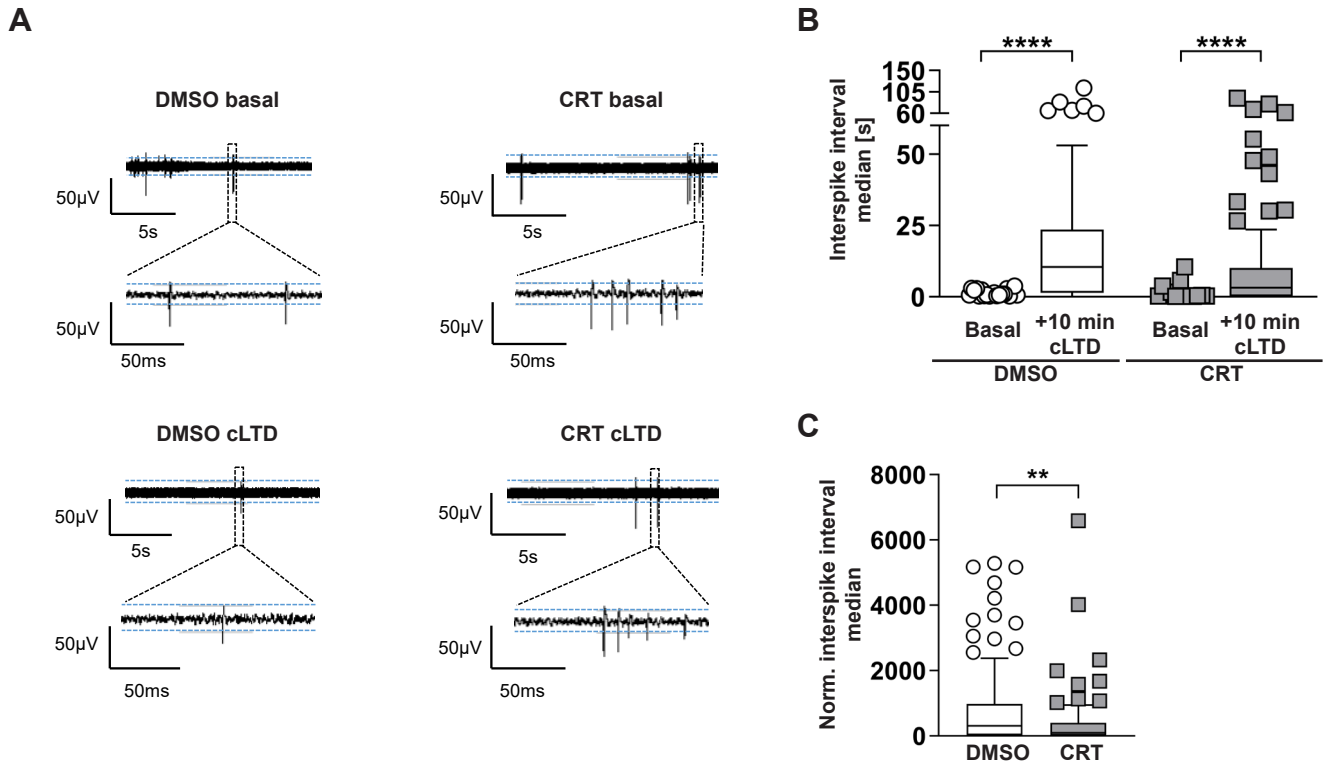 A
DMSO basal
50µV
5s
50µV
50ms
CRT basal
50µV
5s
50µV
50ms
DMSO cLTD
50µV
5s
50µV
50ms
CRT cLTD
50µV
5s
50µV
50ms
B
Interspike interval
median [s]
150
105
60
50
25
0
****
****
Basal
+10 min
cLTD
Basal
+10 min
cLTD
DMSO
CRT
C
Norm. interspike interval
median
8000
6000
4000
2000
0
**
DMSO
CRT